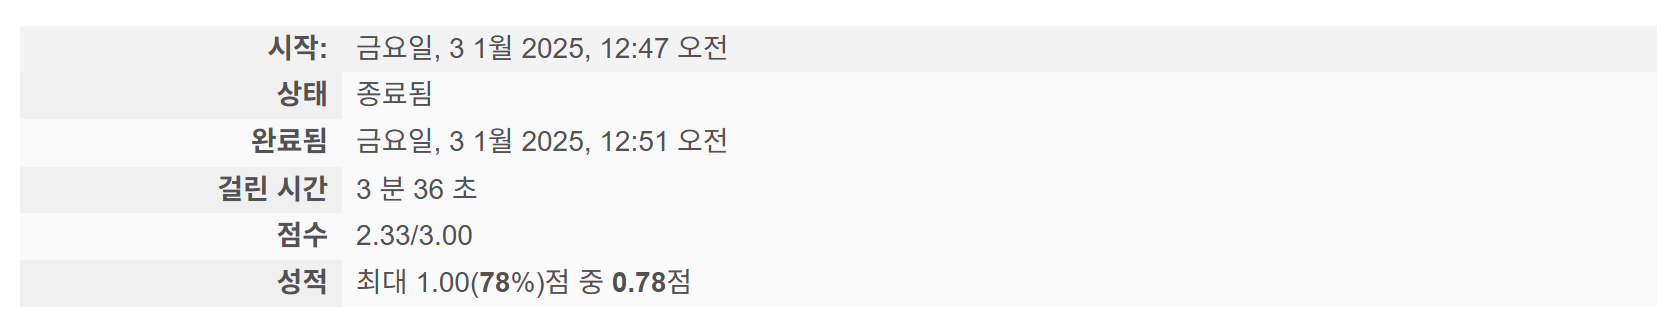 시작: 금요일, 3 1월 2025, 12:47 오전
상태 종료됨
완료됨 금요일, 3 1월 2025, 12:51 오전
걸린 시간 3 분 36 초
점수 2.33/3.00
성적 최대 1.00(78%)점 중 0.78점